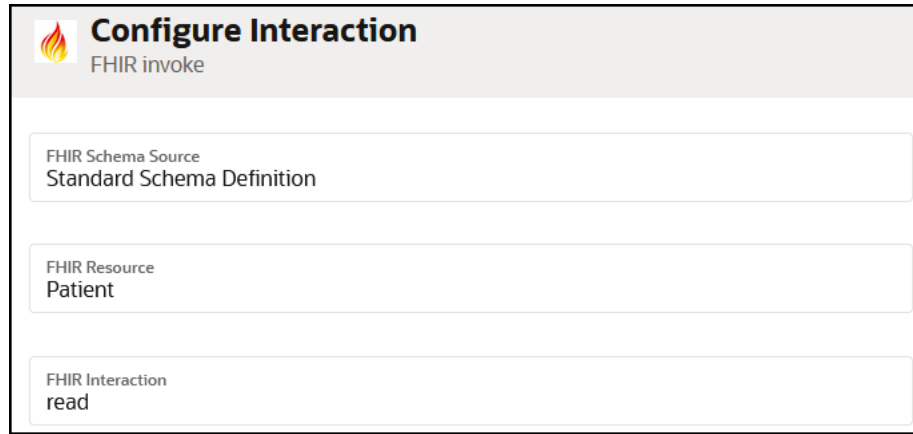 Configure Interaction
FHIR invoke
FHIR Schema Source
Standard Schema Definition
FHIR Resource
Patient
FHIR Interaction
read